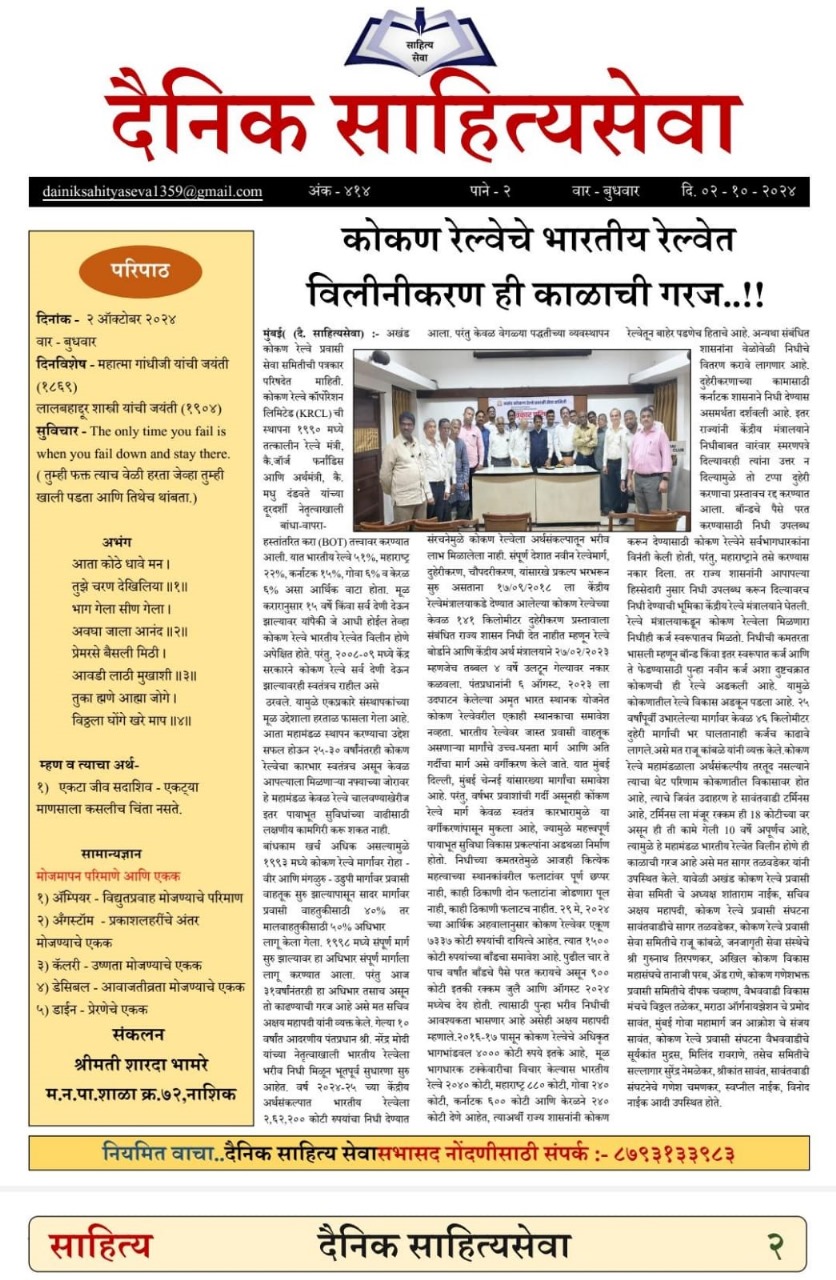 साहित्य
सेवा
दैनिक साहित्यसेवा
dainiksahityaseva1359@gmail.com अंक - ४१४ पाने - २ वार - बुधवार दि. ०२ - १० - २०२४
परिपाठ
दिनांक - २ ऑक्टोबर २०२४
वार - बुधवार
दिनविशेष - महात्मा गांधीजी यांची जयंती
(१८६९)
लालबहादूर शास्त्री यांची जयंती (१९०४)
सुविचार - The only time you fail is
when you fail down and stay there.
( तुम्ही फक्त त्याच वेळी हरता जेव्हा तुम्ही
खाली पडता आणि तिथेच थांबता.)
अभंग
आता कोठे धावे मन।
तुझे चरण देखिलिया॥१॥
भाग गेला सीण गेला।
अवघा जाला आनंद॥२॥
प्रेमरसे बैसली मिठी।
आवडी लाठी मुखाशी॥३॥
तुका ह्मणे आह्मा जोगे।
विठ्ठला घोंगे खरे माप॥४॥
म्हण व त्याचा अर्थ-
१) एकटा जीव सदाशिव - एकट्या
माणसाला कसलीच चिंता नसते.
सामान्यज्ञान
मोजमापन परिमाणे आणि एकक
१) ॲम्पियर - विद्युतप्रवाह मोजण्याचे परिमाण
२) अँगस्टॉम - प्रकाशलहरींचे अंतर
मोजण्याचे एकक
३) कॅलरी - उष्णता मोजण्याचे एकक
४) डेसिबल - आवाजतीव्रता मोजण्याचे एकक
५) डाईन - प्रेरणेचे एकक
संकलन
श्रीमती शारदा भामरे
म.न.पा.शाळा क्र.७२,नाशिक
कोकण रेल्वेचे भारतीय रेल्वेत
विलीनीकरण ही काळाची गरज..!!
मुंबई( दै. साहित्यसेवा) :- अखंड
कोकण रेल्वे प्रवासी
सेवा समितीची पत्रकार
परिषदेत माहिती.
कोकण रेल्वे कॉर्पोरेशन
लिमिटेड (KRCL) ची
स्थापना १९९० मध्ये
तत्कालीन रेल्वे मंत्री,
कै.जॉर्ज फर्नांडिस
आणि अर्थमंत्री, कै.
मधु दंडवते यांच्या
दूरदर्शी नेतृत्वाखाली
बांधा-वापरा-
हस्तांतरित करा (BOT) तत्त्वावर करण्यात
आली. यात भारतीय रेल्वे ५१%, महाराष्ट्र
२२%, कर्नाटक १५%, गोवा ६% व केरळ
६% असा आर्थिक वाटा होता. मूळ
करारानुसार १५ वर्षे किंवा सर्व देणी देऊन
झाल्यावर यांपैकी जे आधी होईल तेव्हा
कोकण रेल्वे भारतीय रेल्वेत विलीन होणे
अपेक्षित होते. परंतु, २००८-०९ मध्ये केंद्र
सरकारने कोकण रेल्वे सर्व देणी देऊन
झाल्यावरही स्वतंत्रच राहील असे
ठरवले. यामुळे एकप्रकारे संस्थापकांच्या
मूळ उद्देशाला हरताळ फासला गेला आहे.
आता महामंडळ स्थापन करण्याचा उद्देश
सफल होऊन २५-३० वर्षांनंतरही कोकण
रेल्वेचा कारभार स्वतंत्रच असून केवळ
आपल्याला मिळणाऱ्या नफ्याच्या जोरावर
हे महामंडळ केवळ रेल्वे चालवण्याखेरीज
इतर पायाभूत सुविधांच्या वाढीसाठी
लक्षणीय कामगिरी करू शकत नाही.
बांधकाम खर्च अधिक असल्यामुळे
१९९३ मध्ये कोकण रेल्वे मार्गावर रोहा -
वीर आणि मंगळुरु - उडुपी मार्गावर प्रवासी
वाहतूक सुरु झाल्यापासून सादर मार्गावर
प्रवासी वाहतुकीसाठी ४०% तर
मालवाहतुकीसाठी ५०% अधिभार
लागू केला गेला. १९९८ मध्ये संपूर्ण मार्ग
सुरु झाल्यावर हा अधिभार संपूर्ण मार्गाला
लागू करण्यात आला. परंतु आज
३१वर्षांनतरही हा अधिभार तसाच असून
तो काढण्याची गरज आहे असे मत सचिव
अक्षय महापदी यांनी व्यक्त केले. गेल्या १०
वर्षांत आदरणीय पंतप्रधान श्री. नरेंद्र मोदी
यांच्या नेतृत्वाखाली भारतीय रेल्वेला
भरीव निधी मिळून भूतपूर्व सुधारणा सुरु
आहेत. वर्ष २०२४-२५ च्या केंद्रीय
अर्थसंकल्पात भारतीय रेल्वेला
२,६२,२०० कोटी रुपयांचा निधी देण्यात
आला. परंतु केवळ वेगळ्या पद्धतीच्या व्यवस्थापन
संरचनेमुळे कोकण रेल्वेला अर्थसंकल्पातून भरीव
लाभ मिळालेला नाही. संपूर्ण देशात नवीन रेल्वेमार्ग,
दुहेरीकरण, चौपदरीकरण, यांसारखे प्रकल्प भरभरून
सुरु असताना १७/०९/२०१८ ला केंद्रीय
रेल्वेमंत्रालयाकडे देण्यात आलेल्या कोकण रेल्वेच्या
केवळ १४१ किलोमीटर दुहेरीकरण प्रस्तावाला
संबंधित राज्य शासन निधी देत नाहीत म्हणून रेल्वे
बोर्डाने आणि केंद्रीय अर्थ मंत्रालयाने २७/०२/२०२३
म्हणजेच तब्बल ४ वर्षे उलटून गेल्यावर नकार
कळवला. पंतप्रधानांनी ६ ऑगस्ट, २०२३ ला
उदघाटन केलेल्या अमृत भारत स्थानक योजनेत
कोकण रेल्वेवरील एकाही स्थानकाचा समावेश
नव्हता. भारतीय रेल्वेवर जास्त प्रवासी वाहतूक
असणाऱ्या मार्गांचे उच्च-घनता मार्ग आणि अति
गर्दीचा मार्ग असे वर्गीकरण केले जाते. यात मुंबई
दिल्ली, मुंबई चेन्नई यांसारख्या मार्गांचा समावेश
आहे. परंतु, वर्षभर प्रवाशांची गर्दी असूनही कोंकण
रेल्वे मार्ग केवळ स्वतंत्र कारभारामुळे या
वर्गीकरणांपासून मुकला आहे, ज्यामुळे महत्त्वपूर्ण
पायाभूत सुविधा विकास प्रकल्पांना अडथळा निर्माण
होतो. निधीच्या कमतरतेमुळे आजही कित्येक
महत्वाच्या स्थानकांवरील फलाटांवर पूर्ण छप्पर
नाही, काही ठिकाणी दोन फलाटांना जोडणारा पूल
नाही, काही ठिकाणी फलाटच नाहीत. २९ मे, २०२४
च्या आर्थिक अहवालानुसार कोकण रेल्वेवर एकूण
७३३७ कोटी रुपयांची दायित्वे आहेत. त्यात १५००
कोटी रुपयांच्या बाँडचा समावेश आहे. पुढील चार ते
पाच वर्षांत बाँडचे पैसे परत करायचे असून ९००
कोटी इतकी रक्कम जुलै आणि ऑगस्ट २०२४
मध्येच देय होती. त्यासाठी पुन्हा भरीव निधीची
आवश्यकता भासणार आहे असेही अक्षय महापदी
म्हणाले.२०१६-१७ पासून कोकण रेल्वेचे अधिकृत
भागभांडवल ४००० कोटी रुपये इतके आहे, मूळ
भागधारक टक्केवारीचा विचार केल्यास भारतीय
रेल्वे २०४० कोटी, महाराष्ट्र ८८० कोटी, गोवा २४०
कोटी, कर्नाटक ६०० कोटी आणि केरळने २४०
कोटी देणे आहेत, त्याअर्थी राज्य शासनांनी कोकण
रेल्वेतून बाहेर पडणेच हिताचे आहे. अन्यथा संबंधित
शासनांना वेळोवेळी निधीचे
वितरण करावे लागणार आहे.
दुहेरीकरणाच्या कामासाठी
कर्नाटक शासनाने निधी देण्यास
असमर्थता दर्शवली आहे. इतर
राज्यांनी केंद्रीय मंत्रालयाने
निधीबाबत वारंवार स्मरणपत्रे
दिल्यावरही त्यांना उत्तर न
दिल्यामुळे तो टप्पा दुहेरी
करणाचा प्रस्तावच रद्द करण्यात
आला. बॉन्डचे पैसे परत
करण्यासाठी निधी उपलब्ध
करून देण्यासाठी कोकण रेल्वेने सर्वभागधारकांना
विनंती केली होती, परंतु, महाराष्ट्राने तसे करण्यास
नकार दिला. तर राज्य शासनांनी आपापल्या
हिस्सेदारी नुसार निधी उपलब्ध करून दिल्यावरच
निधी देण्याची भूमिका केंद्रीय रेल्वे मंत्रालयाने घेतली.
रेल्वे मंत्रालयाकडून कोकण रेल्वेला मिळणारा
निधीही कर्ज स्वरूपातच मिळतो. निधीची कमतरता
भासली म्हणून बॉन्ड किंवा इतर स्वरूपात कर्ज आणि
ते फेडण्यासाठी पुन्हा नवीन कर्ज अशा दुष्टचक्रात
कोकणची ही रेल्वे अडकली आहे. यामुळे
कोकणातील रेल्वे विकास अडकून पडला आहे. २५
वर्षांपूर्वी उभारलेल्या मार्गावर केवळ ४६ किलोमीटर
दुहेरी मार्गाची भर घालतानाही कर्जच काढावे
लागले.असे मत राजू कांबळे यांनी व्यक्त केले.कोकण
रेल्वे महामंडळाला अर्थसंकल्पीय तरतूद नसल्याने
त्याचा थेट परिणाम कोकणातील विकासावर होत
आहे, त्याचे जिवंत उदाहरण हे सावंतवाडी टर्मिनस
आहे, टर्मिनस ला मंजूर रक्कम ही 18 कोटीच्या वर
असून ही ती कामे गेली 10 वर्षे अपूर्णच आहे,
त्यामुळे हे महामंडळ भारतीय रेल्वेत विलीन होणे ही
काळाची गरज आहे असे मत सागर तळवडेकर यांनी
उपस्थित केले. यावेळी अखंड कोकण रेल्वे प्रवासी
सेवा समिती चे अध्यक्ष शांताराम नाईक, सचिव
अक्षय महापदी, कोकण रेल्वे प्रवासी संघटना
सावंतवाडीचे सागर तळवडेकर, कोकण रेल्वे प्रवासी
सेवा समितीचे राजू कांबळे, जनजागृती सेवा संस्थेचे
श्री गुरुनाथ तिरपणकर, अखिल कोकण विकास
महासंघचे तानाजी परब, ॲड राणे, कोकण गणेशभक्त
प्रवासी समितीचे दीपक चव्हाण, वैभववाडी विकास
मंचचे विठ्ठल तळेकर, मराठा ऑर्गनायझेशन चे प्रमोद
सावंत, मुंबई गोवा महामार्ग जन आक्रोश चे संजय
सावंत, कोकण रेल्वे प्रवासी संघटना वैभववाडीचे
सूर्यकांत मुद्रस, मिलिंद रावराणे, तसेच समितीचे
सल्लागार सुरेंद्र नेमळेकर, श्रीकांत सावंत, सावंतवाडी
संघटनेचे गणेश चमणकर, स्वप्नील नाईक, विनोद
नाईक आदी उपस्थित होते.
नियमित वाचा..दैनिक साहित्य सेवासभासद नोंदणीसाठी संपर्क :- ८७९३१३३९८३
साहित्य दैनिक साहित्यसेवा २